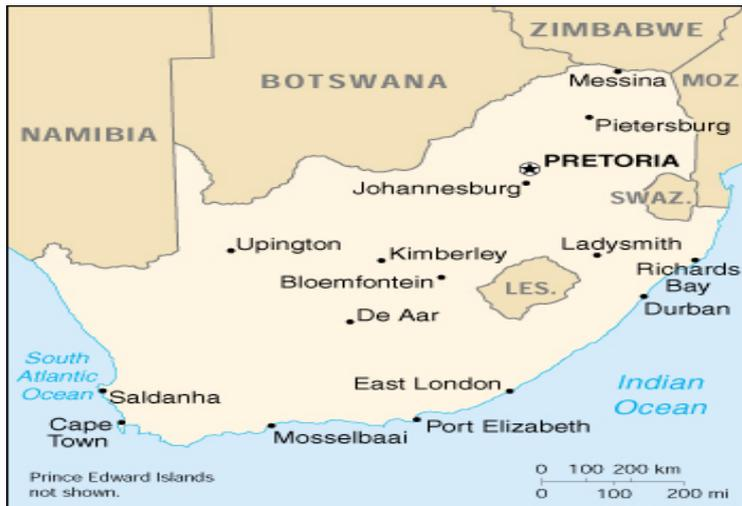 ZIMBABWE
BOTSWANA
Messina
MOZ.
NAMIBIA
Pietersburg
PRETORIA
Johannesburg
SWAZ.
Upington
Kimberley
Ladysmith
Bloemfontein
LES.
Richards
Bay
Durban
De Aar
South
Atlantic
Ocean
Saldanha
East London
Indian
Ocean
Cape
Town
Mosselbaai
Port Elizabeth
Prince Edward Islands
not shown.
0 100 200 km
0 100 200 mi